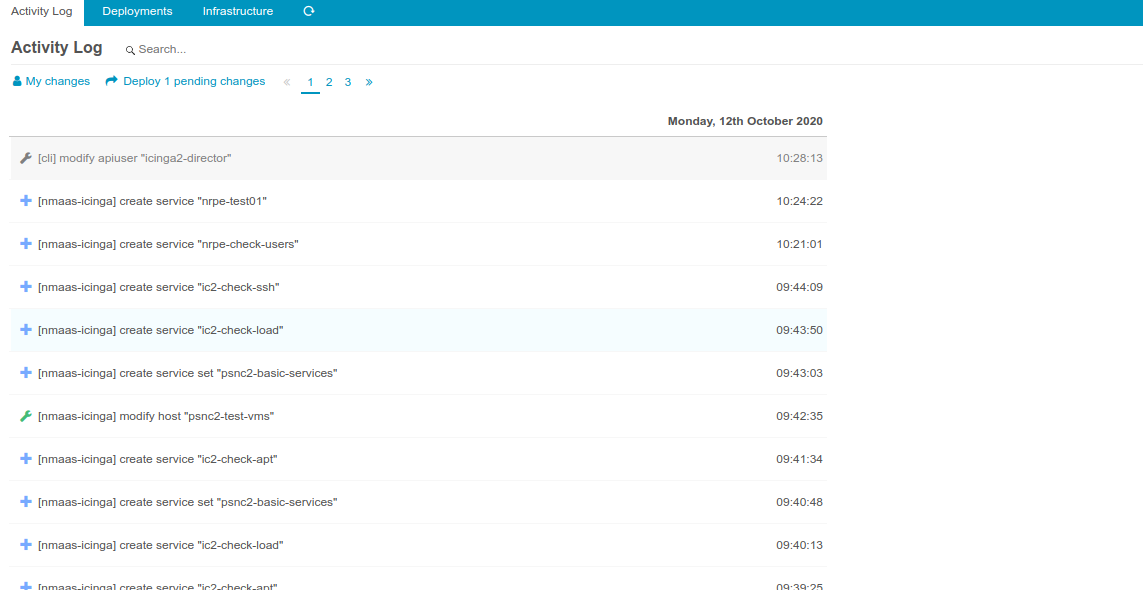 Activity Log Deployments Infrastructure
Activity Log Search...
My changes Deploy 1 pending changes « 1 2 3 »
Monday, 12th October 2020
[cli] modify apiuser "icinga2-director" 10:28:13
[nmaas-icinga] create service "nrpe-test01" 10:24:22
[nmaas-icinga] create service "nrpe-check-users" 10:21:01
[nmaas-icinga] create service "ic2-check-ssh" 09:44:09
[nmaas-icinga] create service "ic2-check-load" 09:43:50
[nmaas-icinga] create service set "psnc2-basic-services" 09:43:03
[nmaas-icinga] modify host "psnc2-test-vms" 09:42:35
[nmaas-icinga] create service "ic2-check-apt" 09:41:34
[nmaas-icinga] create service set "psnc2-basic-services" 09:40:48
[nmaas-icinga] create service "ic2-check-load" 09:40:13
[nmaas-icinga] create service "ic2-check-apt" 09:39:25